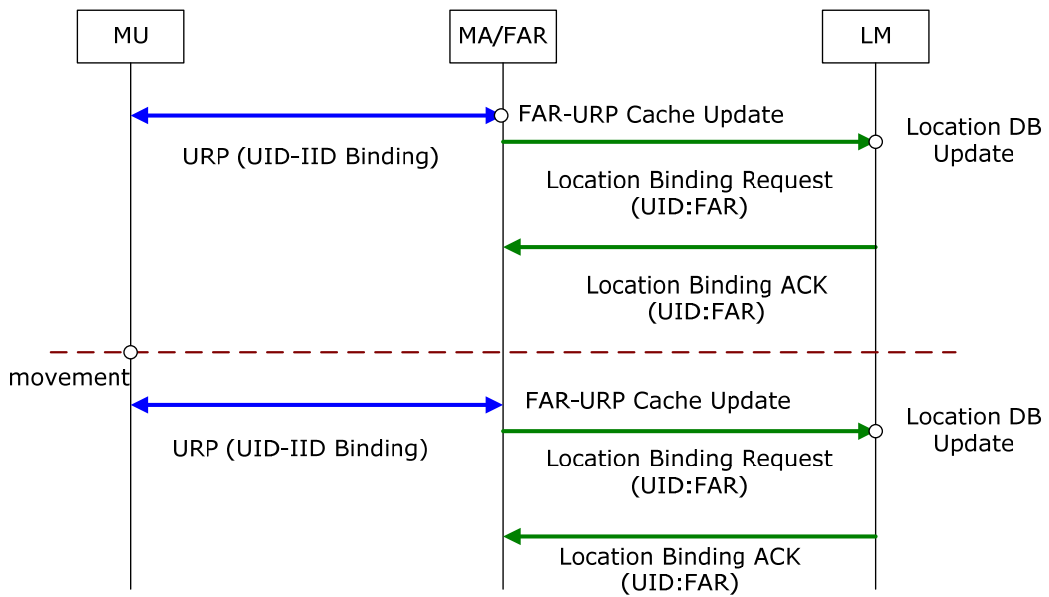 MU
MA/FAR
LM
FAR-URP Cache Update
Location DB
Update
URP (UID-IID Binding)
Location Binding Request
(UID:FAR)
Location Binding ACK
(UID:FAR)
movement
FAR-URP Cache Update
Location DB
Update
URP (UID-IID Binding)
Location Binding Request
(UID:FAR)
Location Binding ACK
(UID:FAR)